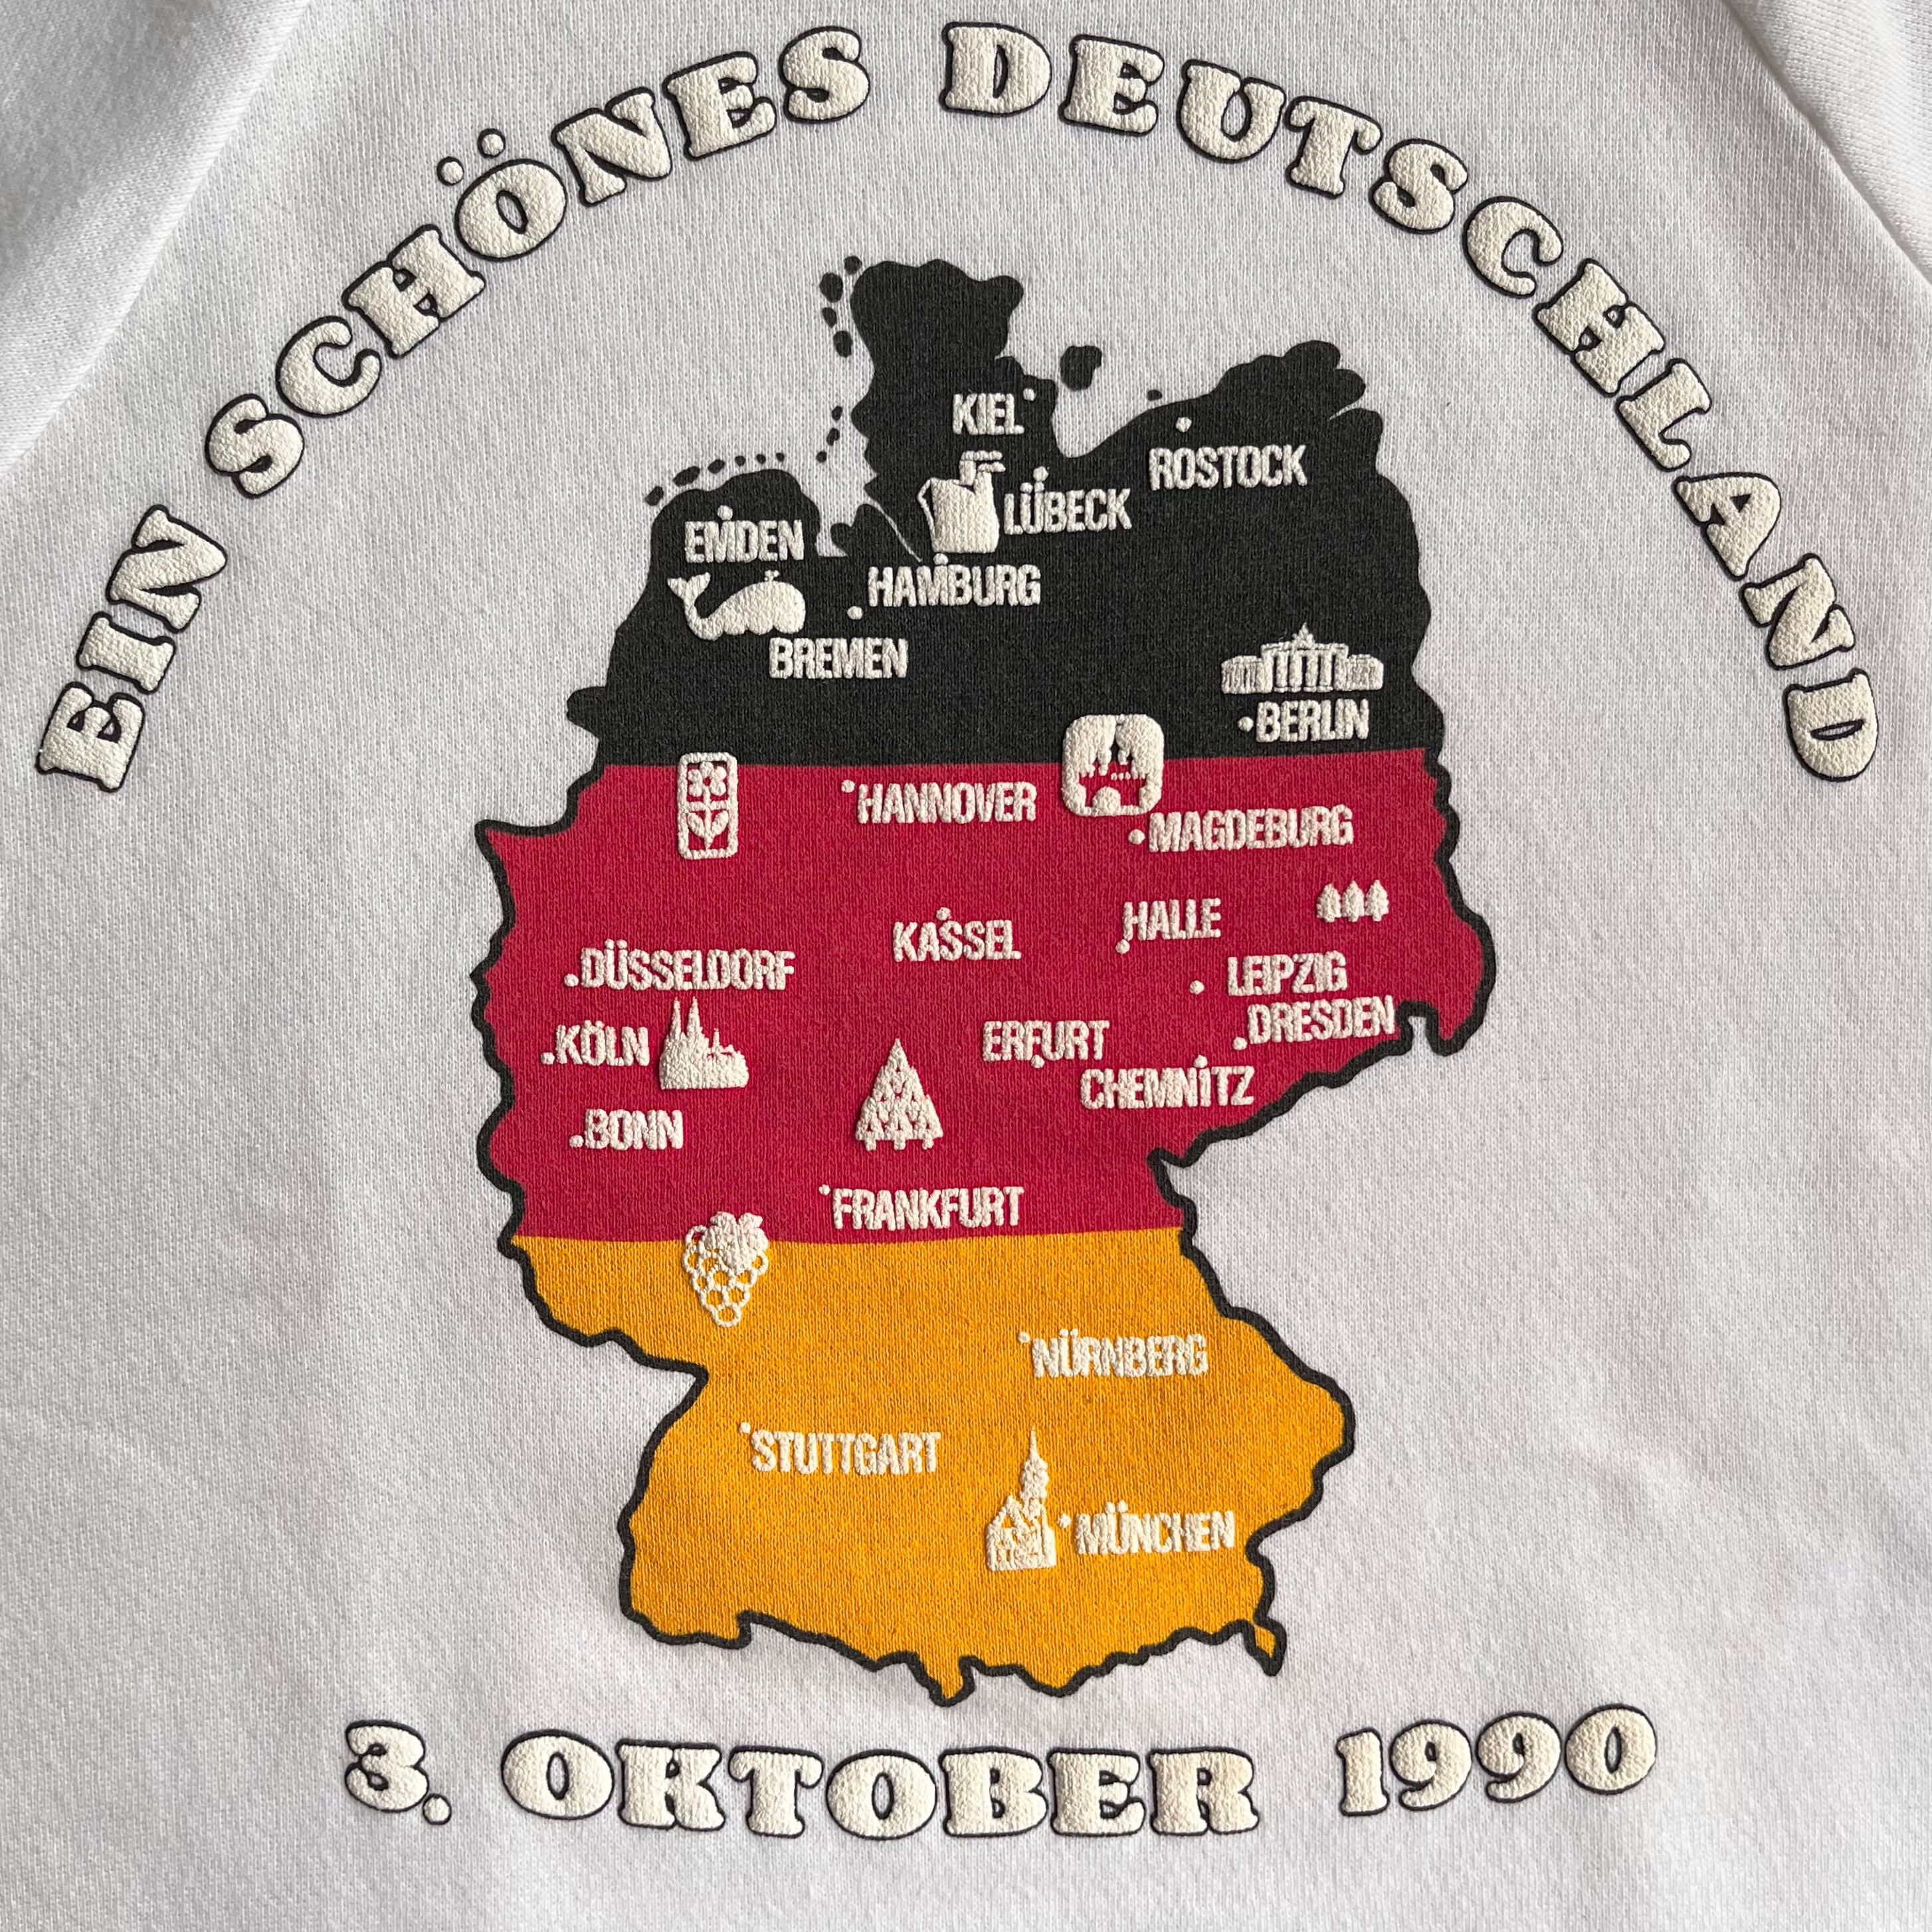 EIN SCHÖNES DEUTSCHLAND
KIEL
ROSTOCK
LÜBECK
EMDEN
HAMBURG
BREMEN
BERLIN
HANNOVER
MAGDEBURG
HALLE
KASSEL
DÜSSELDORF
LEIPZIG
DRESDEN
KÖLN
ERFURT
CHEMNITZ
BONN
FRANKFURT
NÜRNBERG
STUTTGART
MÜNCHEN
3. OKTOBER 1990